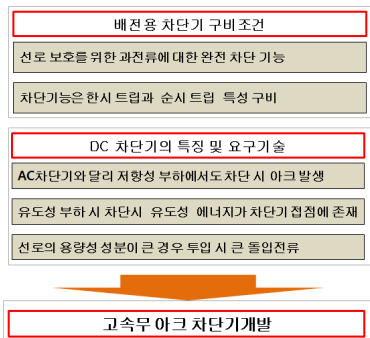 배전용 차단기 구비조건
선로 보호를 위한 과전류에 대한 완전 차단 기능
차단기능은 한시 트립과 순시 트립 특성 구비
DC 차단기의 특징 및 요구기술
AC차단기와 달리 저항성 부하에서도 차단 시 아크 발생
유도성 부하 시 차단시 유도성 에너지가 차단기 접점에 존재
선로의 용량성 성분이 큰 경우 투입 시 큰 돌입전류
고속무 아크 차단기개발